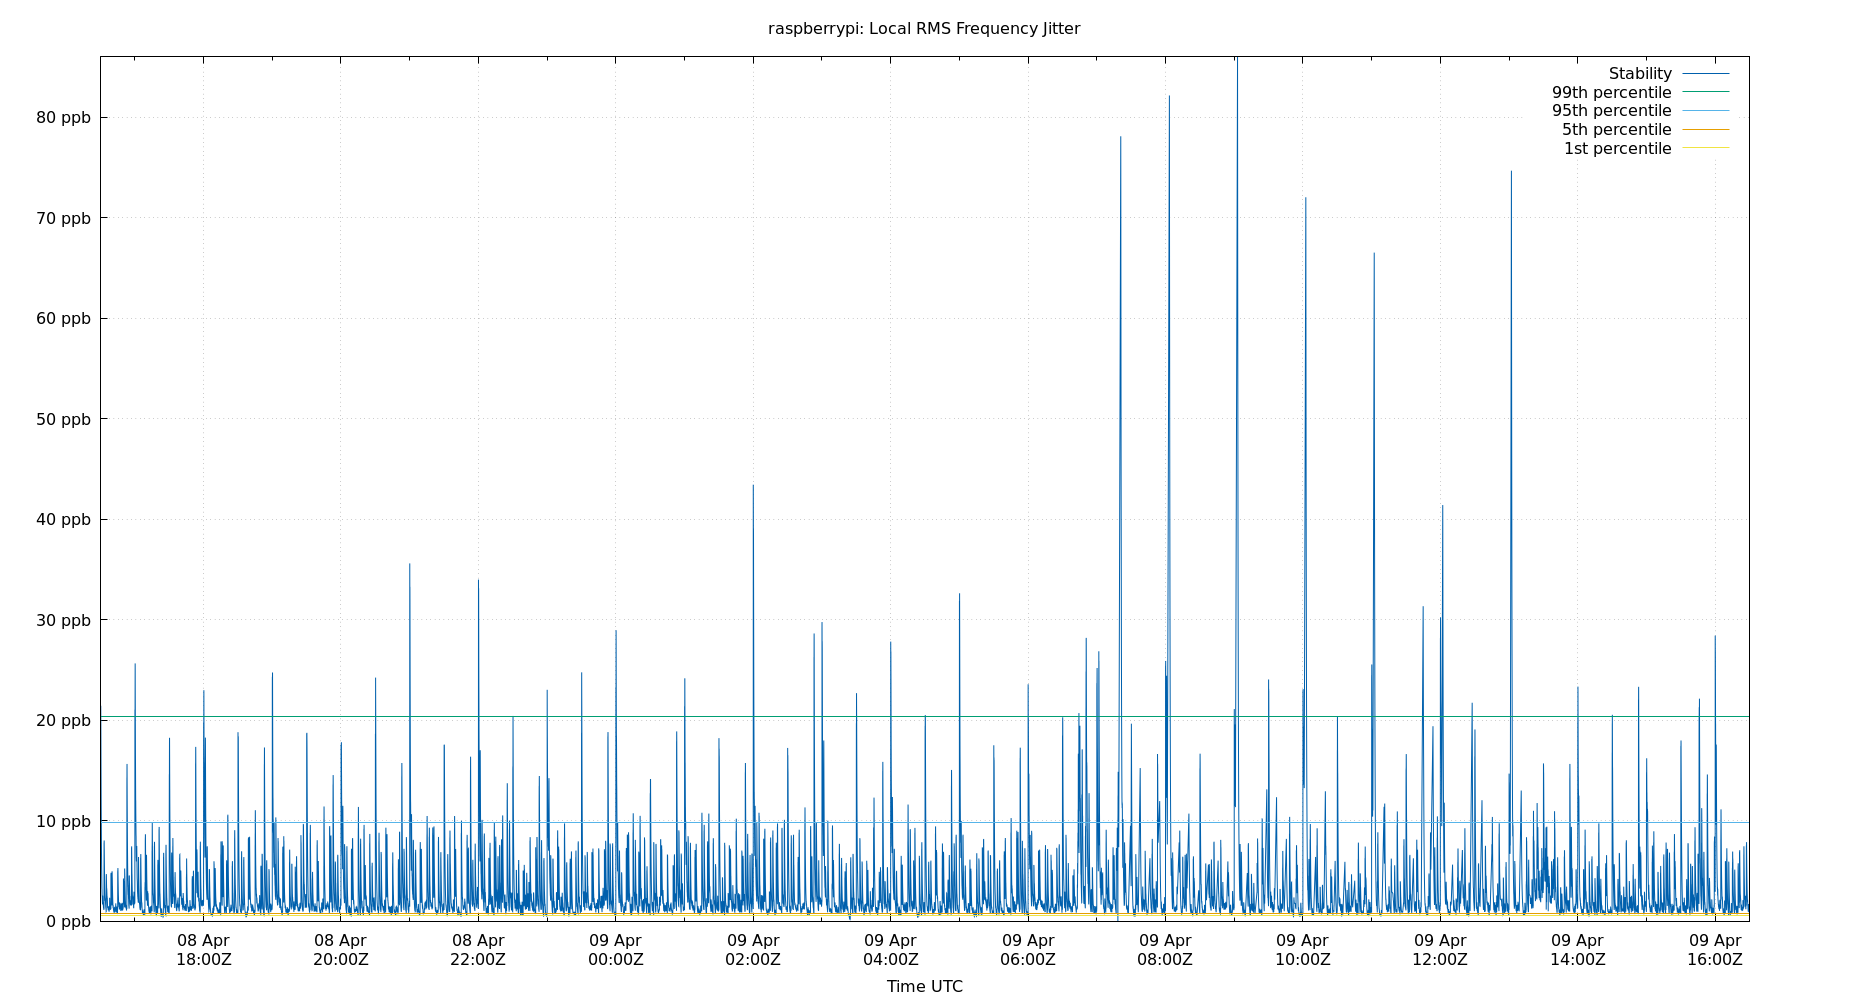 raspberrypi: Local RMS Frequency Jitter
Stability
99th percentile
95th percentile
5th percentile
1st percentile
80 ppb
70 ppb
60 ppb
50 ppb
40 ppb
30 ppb
20 ppb
10 ppb
0 ppb
08 Apr 08 Apr 08 Apr 09 Apr 09 Apr 09 Apr 09 Apr 09 Apr 09 Apr 09 Apr 09 Apr 09 Apr
18:00Z 20:00Z 22:00Z 00:00Z 02:00Z 04:00Z 06:00Z 08:00Z 10:00Z 12:00Z 14:00Z 16:00Z
Time UTC